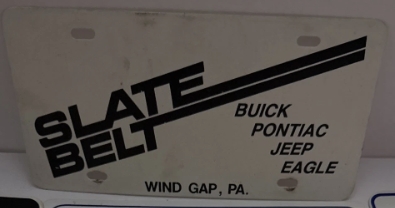 SLATE
BELT
BUICK
PONTIAC
JEEP
EAGLE
WIND GAP, PA.